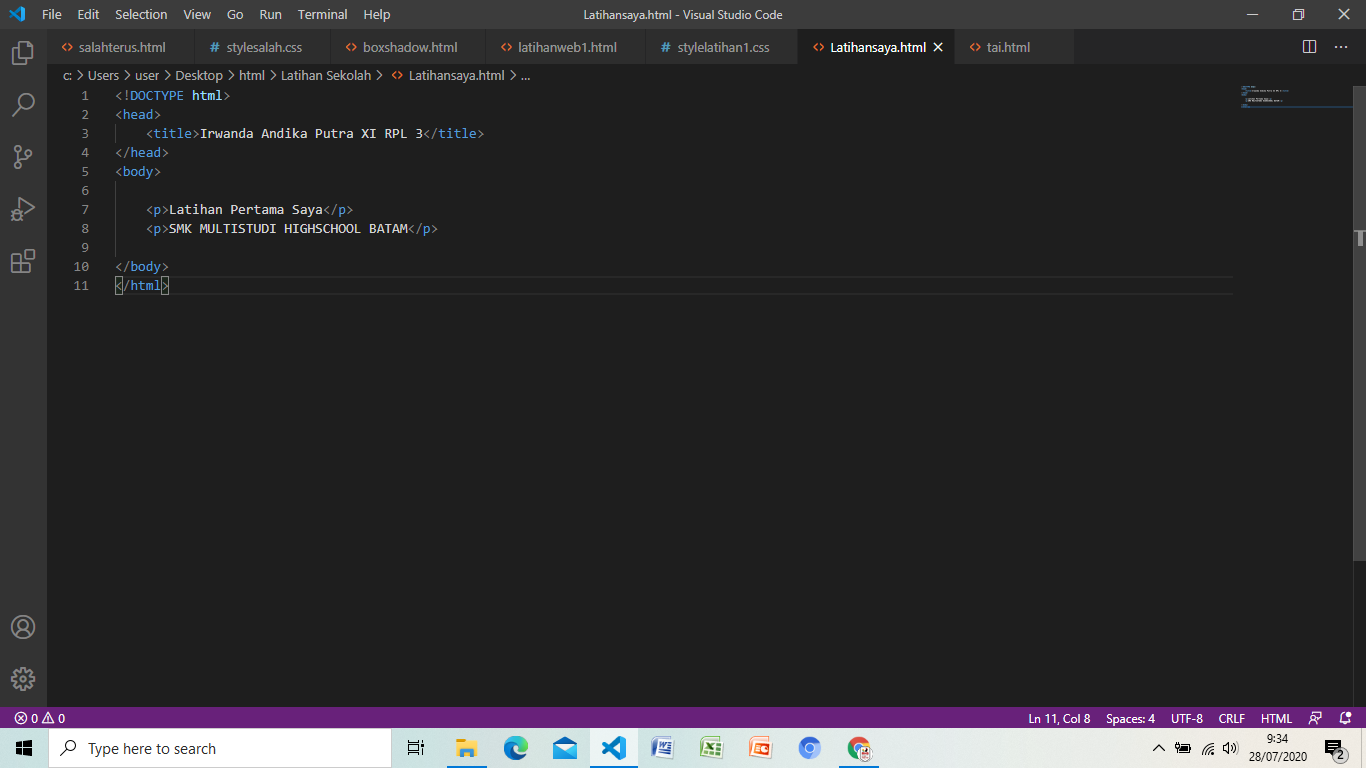 File Edit Selection View Go Run Terminal Help Latihansaya.html - Visual Studio Code
salahterus.html # stylesalah.css boxshadow.html latihanweb1.html # stylelatihan1.css Latihansaya.html tai.html
c: > Users > user > Desktop > html > Latihan Sekolah > Latihansaya.html > ...
1 <!DOCTYPE html>
2 <head>
3 <title>Irwanda Andika Putra XI RPL 3</title>
4 </head>
5 <body>
6
7 <p>Latihan Pertama Saya</p>
8 <p>SMK MULTISTUDI HIGHSCHOOL BATAM</p>
9
10 </body>
11 </html>
0 0 Ln 11, Col 8 Spaces: 4 UTF-8 CRLF HTML
Type here to search
9:34
28/07/2020
2